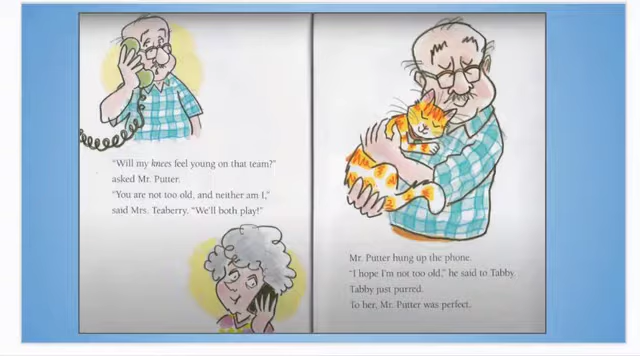 "Will my knees feel young on that team?"
asked Mr. Putter.
"You are not too old, and neither am I,"
said Mrs. Teaberry. "We'll both play!"
Mr. Putter hung up the phone.
"I hope I'm not too old," he said to Tabby.
Tabby just purred.
To her, Mr. Putter was perfect.